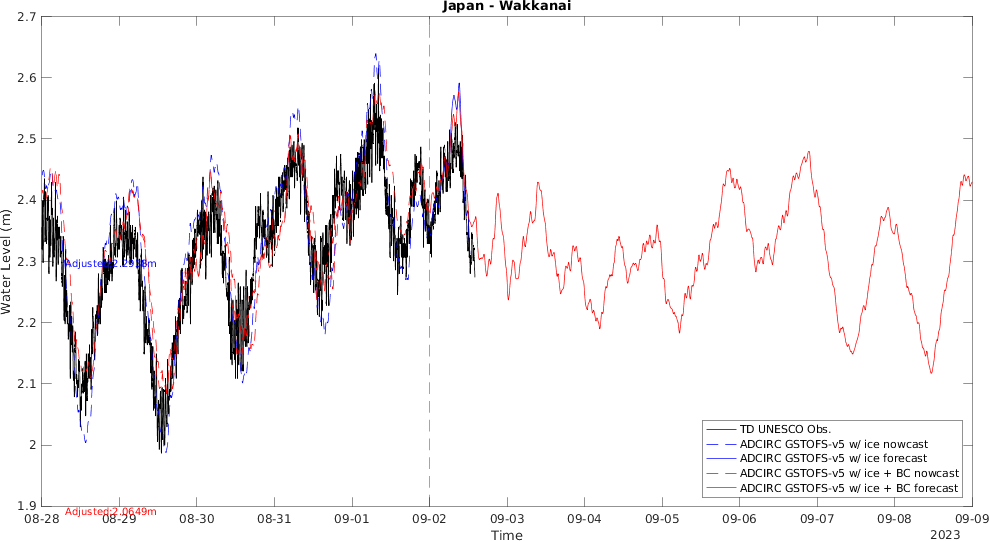 Japan - Wakkanai
2.7
2.6
2.5
2.4
2.3
2.2
2.1
2
1.9
Water Level (m)
Adjusted:2.2928m
Adjusted:2.0649m
TD UNESCO Obs.
ADCIRC GSTOFS-v5 w/ ice nowcast
ADCIRC GSTOFS-v5 w/ ice forecast
ADCIRC GSTOFS-v5 w/ ice + BC nowcast
ADCIRC GSTOFS-v5 w/ ice + BC forecast
08-28 08-29 08-30 08-31 09-01 09-02 09-03 09-04 09-05 09-06 09-07 09-08 09-09
Time
2023